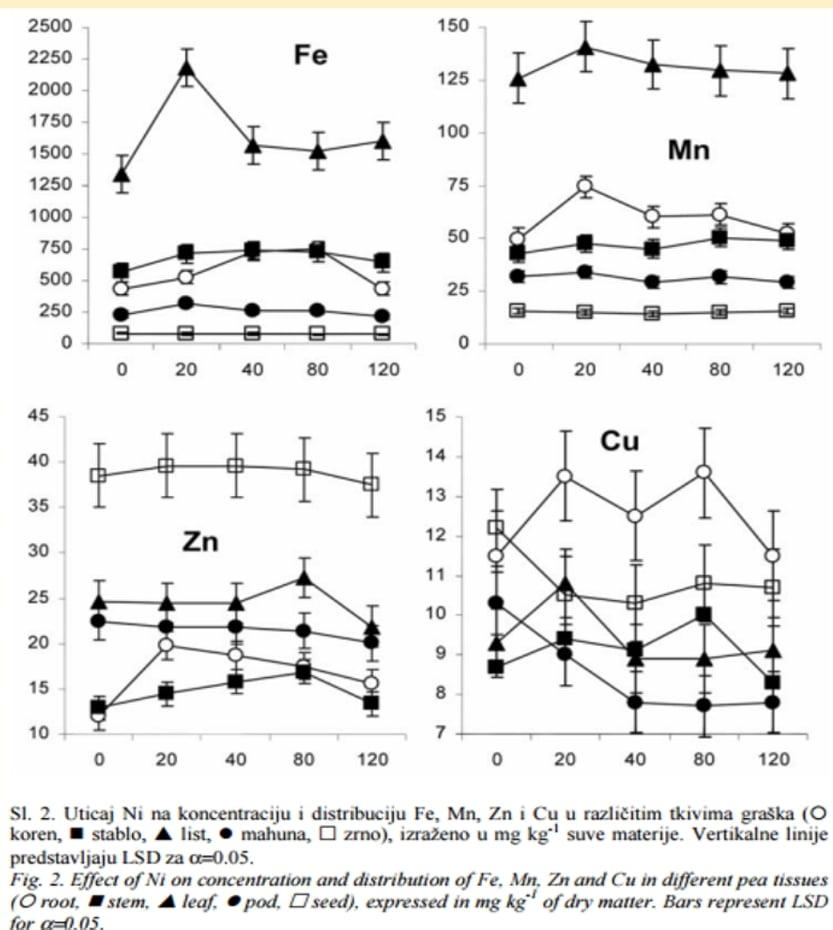 2500
2250
2000
1750
1500
1250
1000
750
500
250
0
Fe
0 20 40 80 120
150
125
100
75
50
25
0
Mn
0 20 40 80 120
45
40
35
30
25
20
15
10
Zn
0 20 40 80 120
15
14
13
12
11
10
9
8
7
Cu
0 20 40 80 120
Sl. 2. Uticaj Ni na koncentraciju i distribuciju Fe, Mn, Zn i Cu u različitim tkivima graška (○
koren, ■ stablo, ▲ list, ● mahuna, □ zrno), izraženo u mg kg⁻¹ suve materije. Vertikalne linije
predstavljaju LSD za α=0.05.
Fig. 2. Effect of Ni on concentration and distribution of Fe, Mn, Zn and Cu in different pea tissues
(○ root, ■ stem, ▲ leaf, ● pod, □ seed), expressed in mg kg⁻¹ of dry matter. Bars represent LSD
for α=0.05.